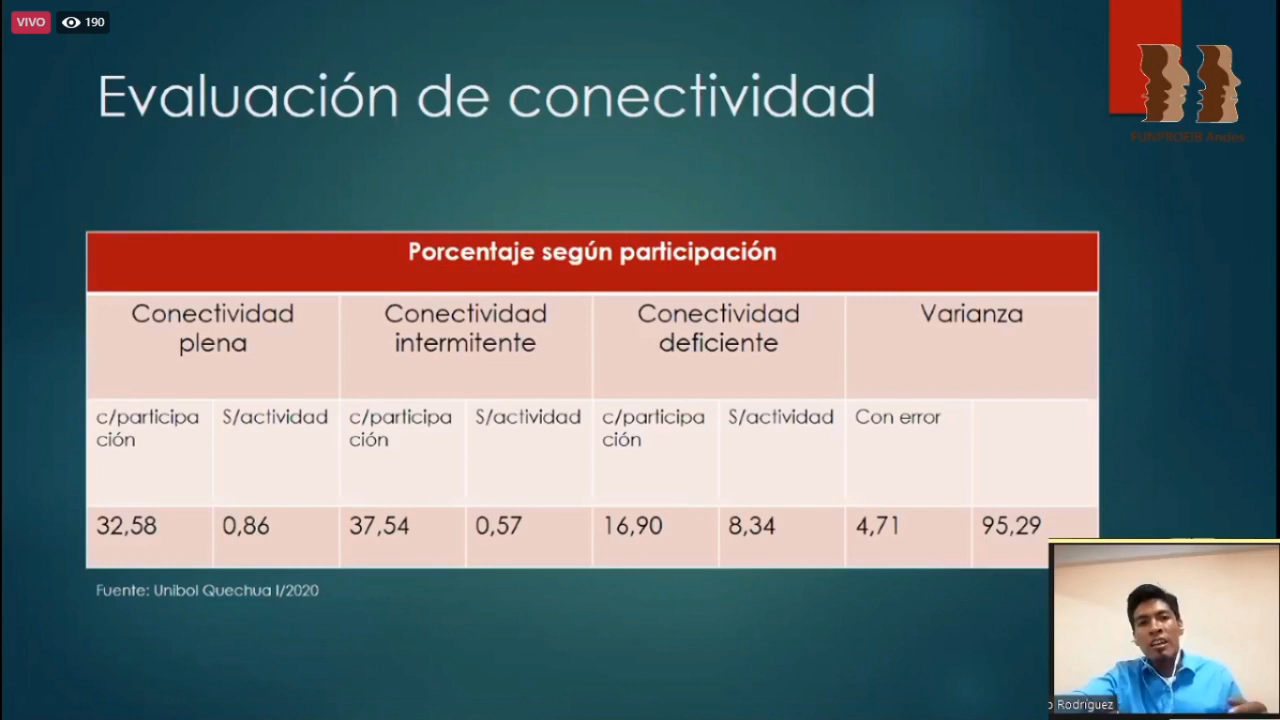 VIVO
190
Evaluación de conectividad
FUNPROEIB Andes
Porcentaje según participación
Conectividad plena
Conectividad intermitente
Conectividad deficiente
Varianza
c/participa ción
S/actividad
c/participa ción
S/actividad
c/participa ción
S/actividad
Con error
32,58
0,86
37,54
0,57
16,90
8,34
4,71
95,29
Fuente: Unibol Quechua I/2020
o Rodríguez